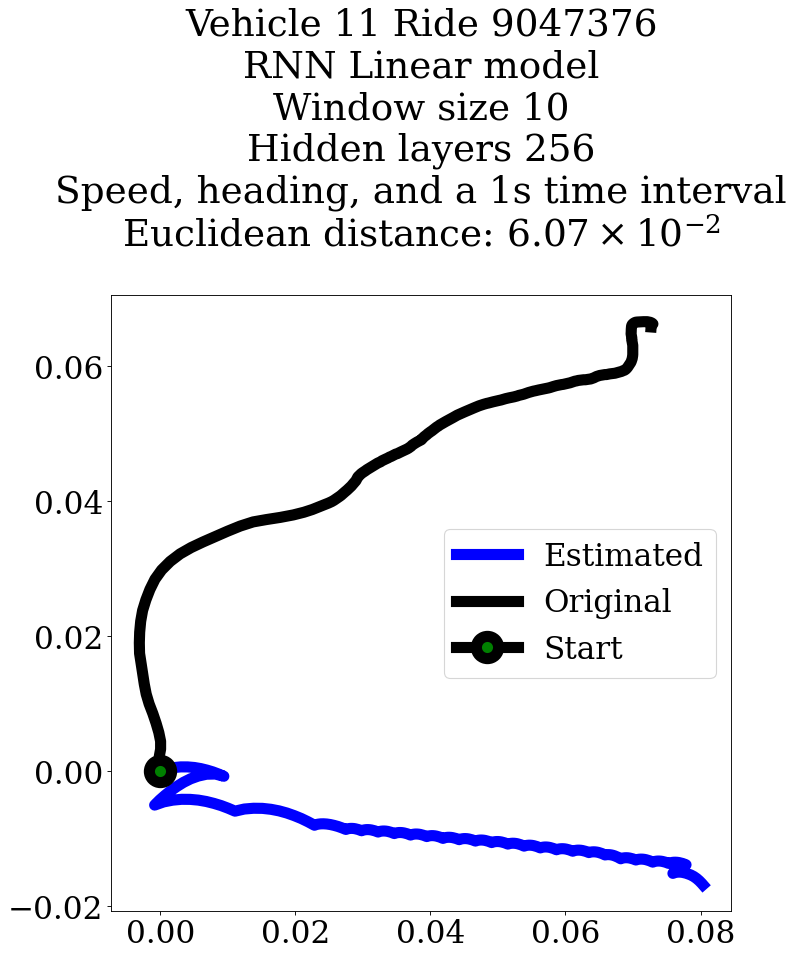 Vehicle 11 Ride 9047376
RNN Linear model
Window size 10
Hidden layers 256
Speed, heading, and a 1s time interval
Euclidean distance: 6.07 × 10⁻²
0.06
0.04
0.02
0.00
−0.02
Estimated
Original
Start
0.00 0.02 0.04 0.06 0.08